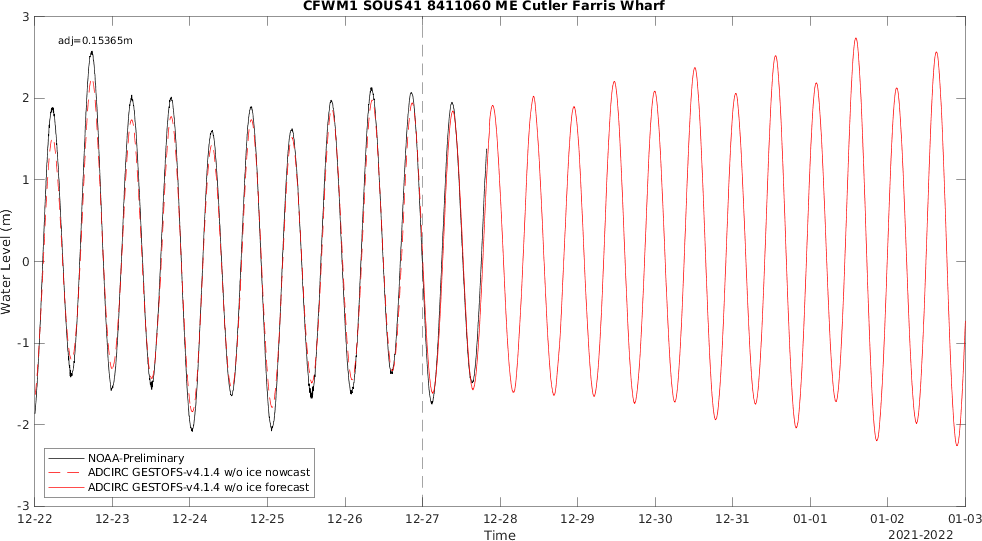 CFWM1 SOUS41 8411060 ME Cutler Farris Wharf
adj=0.15365m
3
2
1
0
-1
-2
-3
Water Level (m)
NOAA-Preliminary
ADCIRC GESTOFS-v4.1.4 w/o ice nowcast
ADCIRC GESTOFS-v4.1.4 w/o ice forecast
12-22 12-23 12-24 12-25 12-26 12-27 12-28 12-29 12-30 12-31 01-01 01-02 01-03
Time
2021-2022